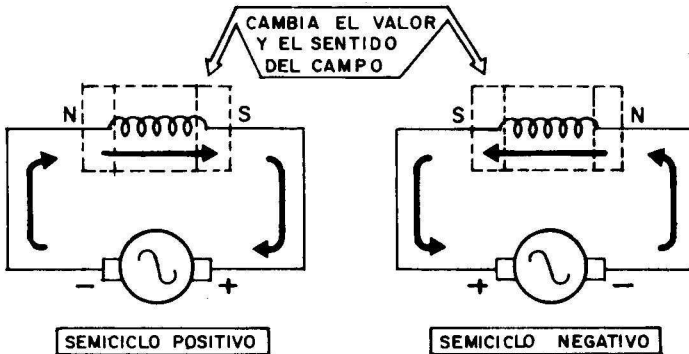 CAMBIA EL VALOR
Y EL SENTIDO
DEL CAMPO
N
S
S
N
-
+
+
-
SEMICICLO POSITIVO
SEMICICLO NEGATIVO